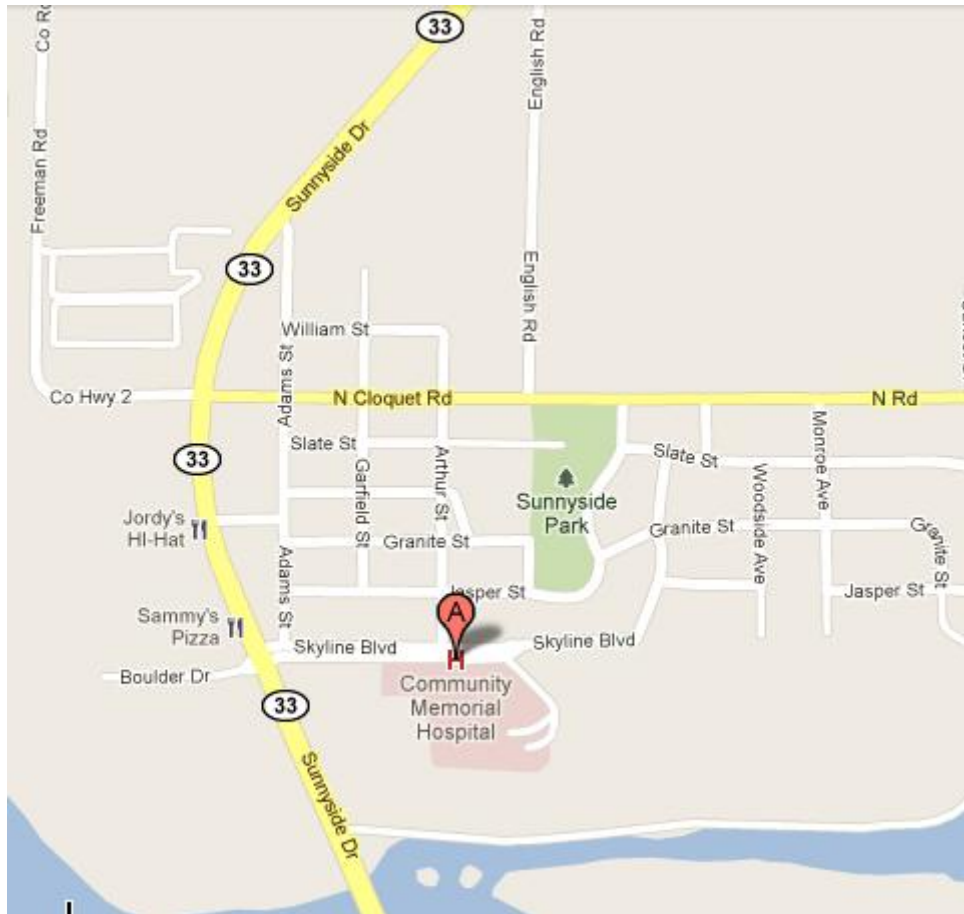 33
Co Rd
English Rd
Sunnyside Dr
Freeman Rd
33
English Rd
William St
Adams St
Co Hwy 2
N Cloquet Rd
N Rd
33
Slate St
Garfield St
Arthur St
Slate St
Monroe Ave
Woodside Ave
Sunnyside
Park
Jordy's
HI-Hat
Granite St
Granite St
Granite St
Adams St
Jasper St
Jasper St
Sammy's
Pizza
A
Skyline Blvd
Skyline Blvd
H
Boulder Dr
Community
Memorial
Hospital
33
Sunnyside Dr